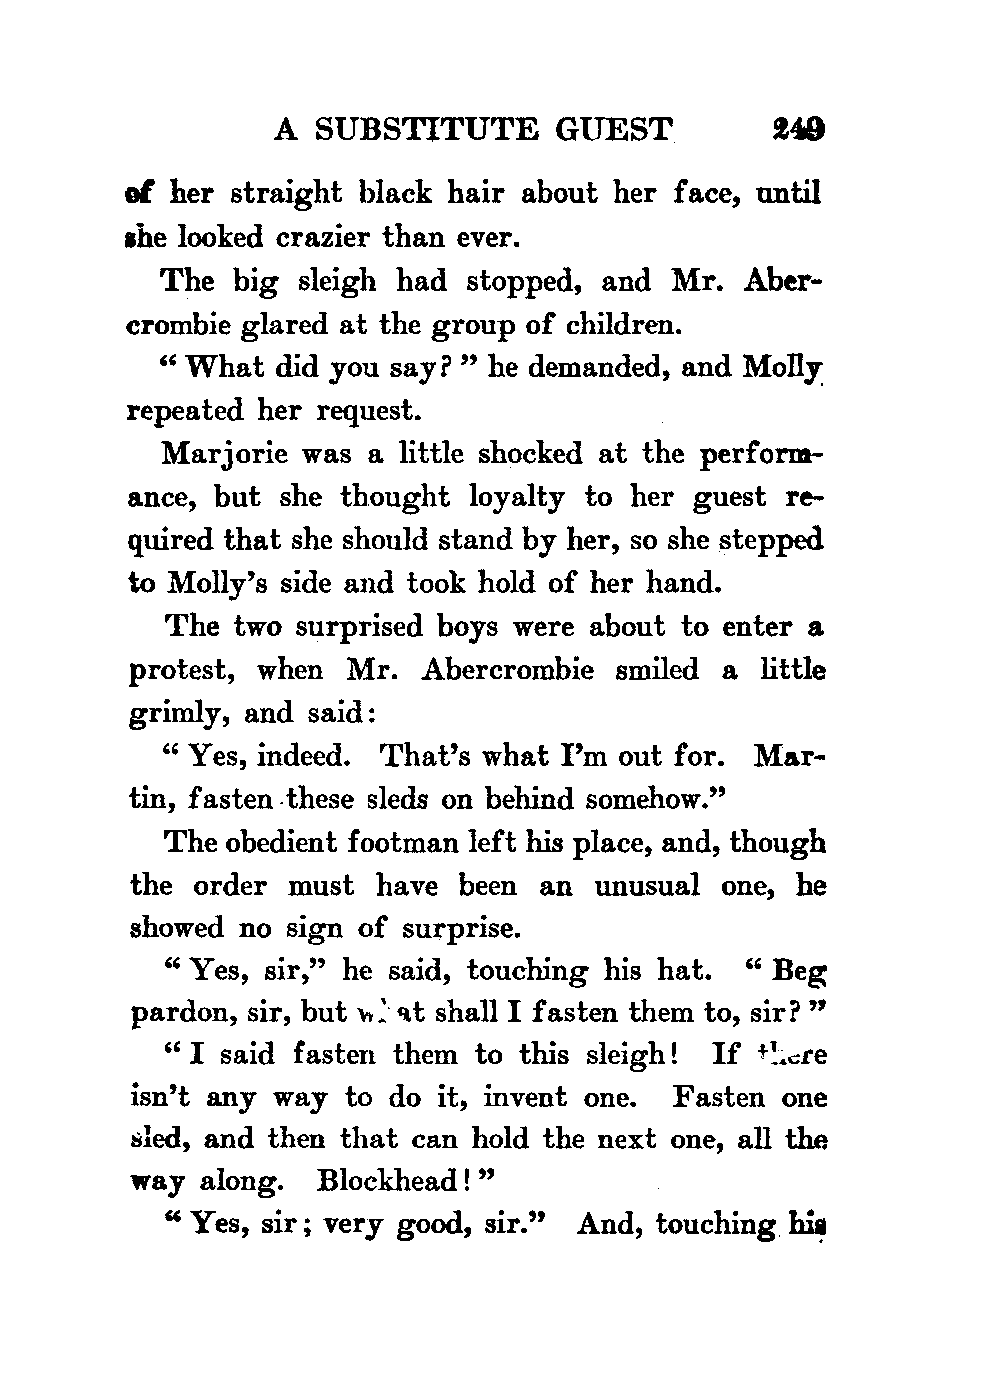 A SUBSTITUTE GUEST 249
of her straight black hair about her face, until
she looked crazier than ever.
The big sleigh had stopped, and Mr. Aber-
crombie glared at the group of children.
“ What did you say? ” he demanded, and Molly
repeated her request.
Marjorie was a little shocked at the perform-
ance, but she thought loyalty to her guest re-
quired that she should stand by her, so she stepped
to Molly’s side and took hold of her hand.
The two surprised boys were about to enter a
protest, when Mr. Abercrombie smiled a little
grimly, and said:
“ Yes, indeed. That’s what I’m out for. Mar-
tin, fasten these sleds on behind somehow.”
The obedient footman left his place, and, though
the order must have been an unusual one, he
showed no sign of surprise.
“ Yes, sir,” he said, touching his hat. “ Beg
pardon, sir, but what shall I fasten them to, sir? ”
“ I said fasten them to this sleigh! If there
isn’t any way to do it, invent one. Fasten one
sled, and then that can hold the next one, all the
way along. Blockhead! ”
“ Yes, sir; very good, sir.” And, touching his